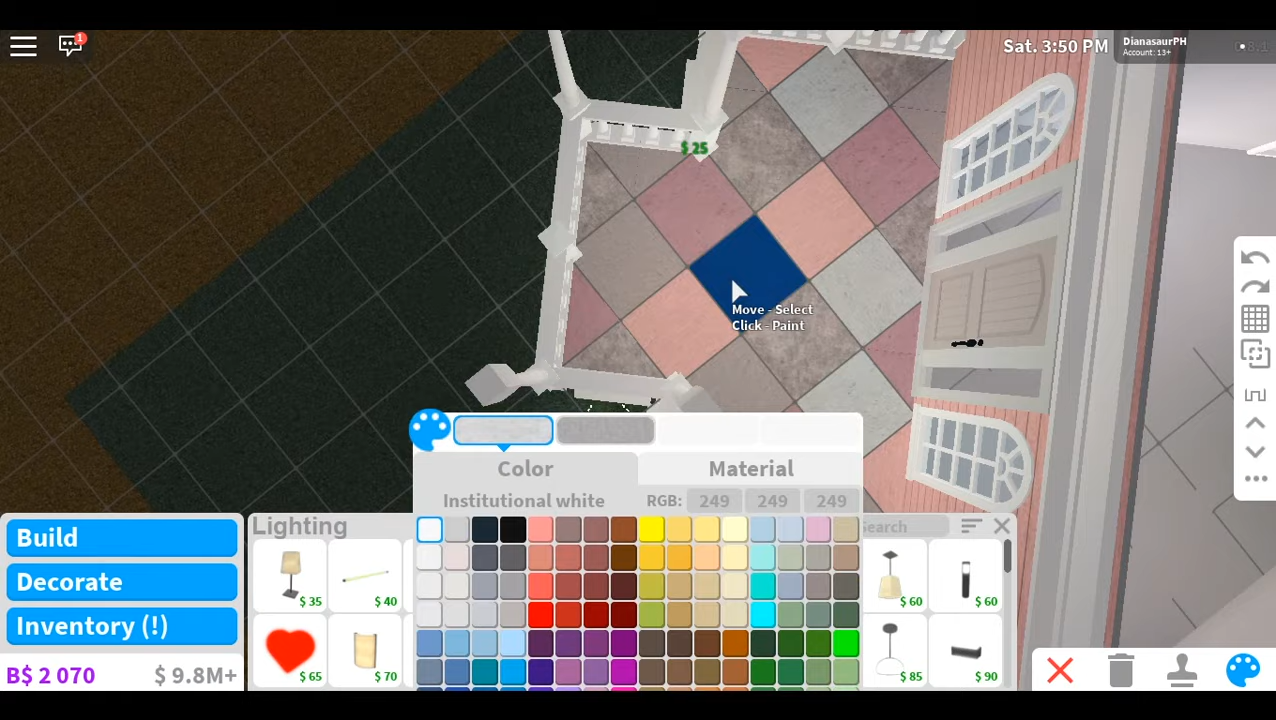 1
Sat. 3:50 PM
DianasaurPH
Account: 13+
$ 25
Move - Select
Click - Paint
Color
Material
Institutional white
RGB:
249
249
249
Build
Decorate
Inventory (!)
B$ 2 070
$ 9.8M+
Lighting
Search
$ 35
$ 40
$ 60
$ 60
$ 65
$ 70
$ 85
$ 90